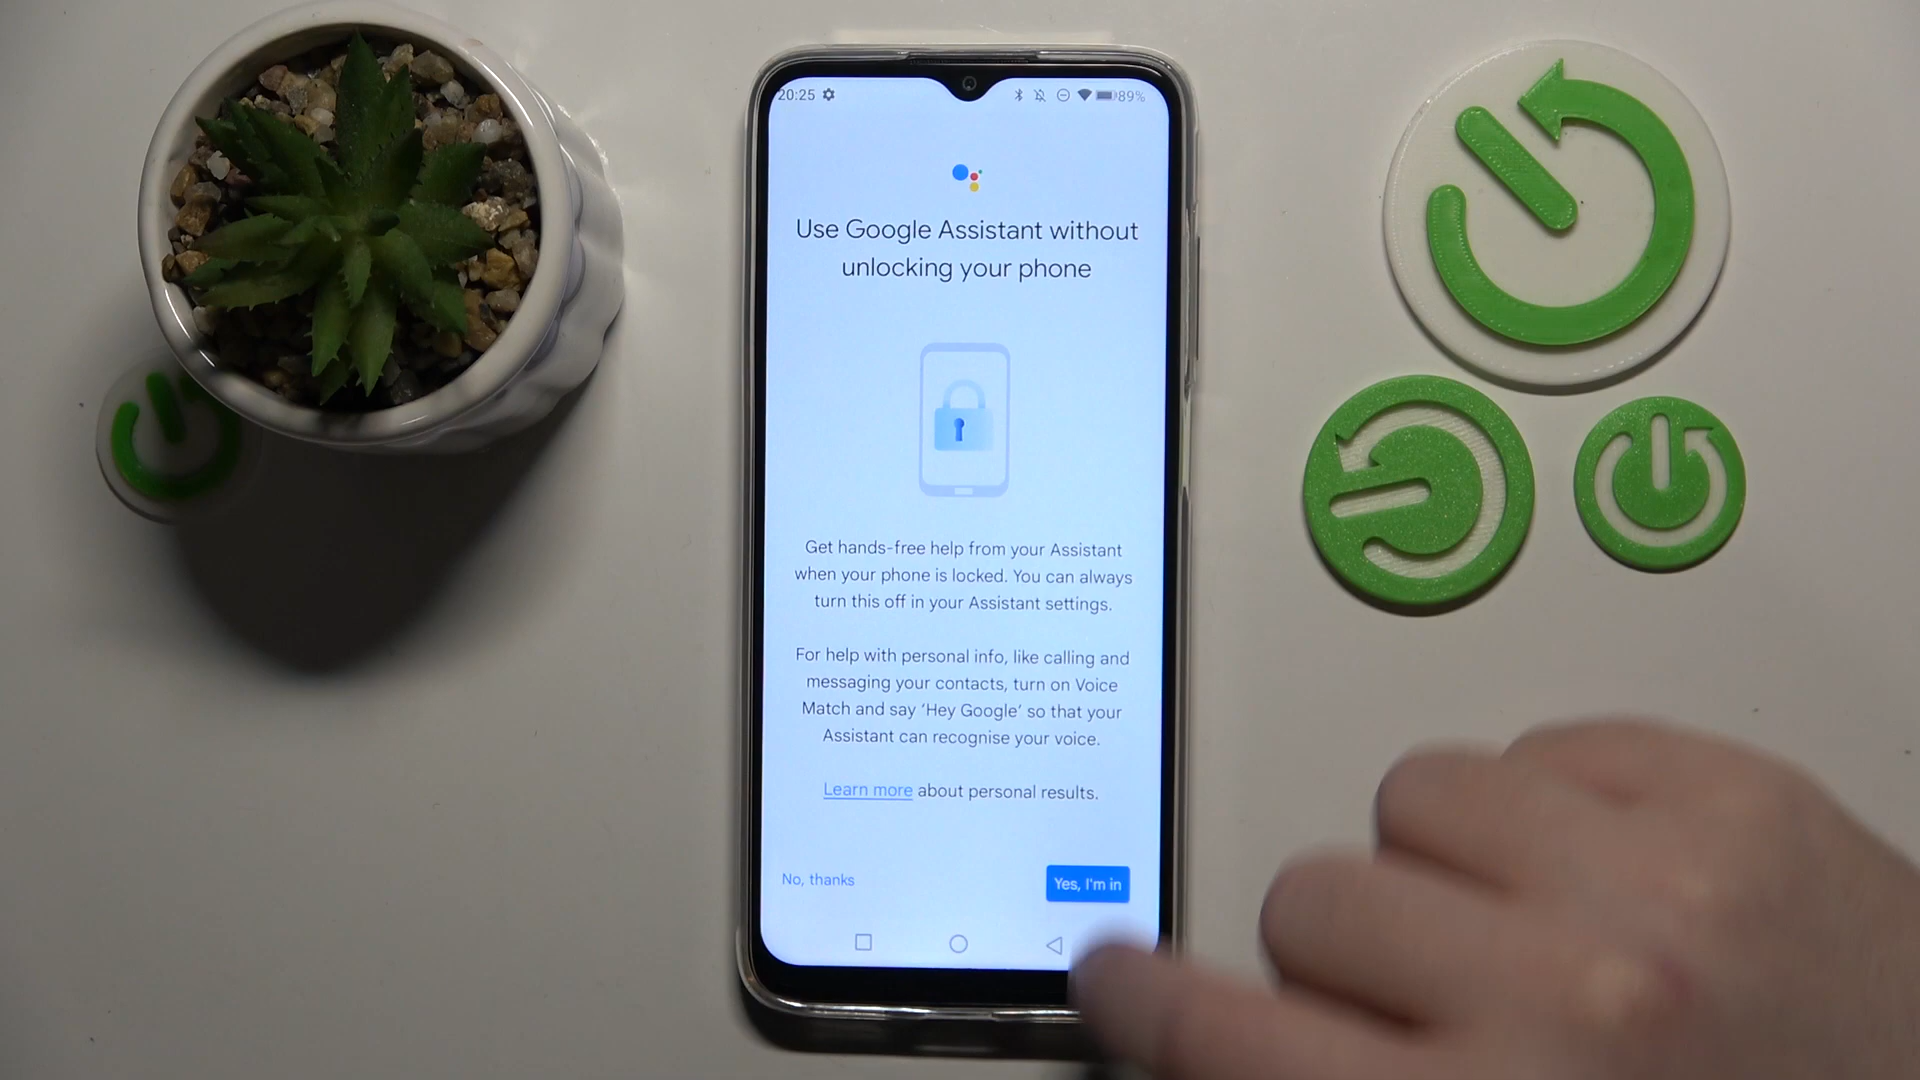 20:25 89%
Use Google Assistant without
unlocking your phone
Get hands-free help from your Assistant
when your phone is locked. You can always
turn this off in your Assistant settings.
For help with personal info, like calling and
messaging your contacts, turn on Voice
Match and say ‘Hey Google’ so that your
Assistant can recognise your voice.
Learn more about personal results.
No, thanks
Yes, I'm in